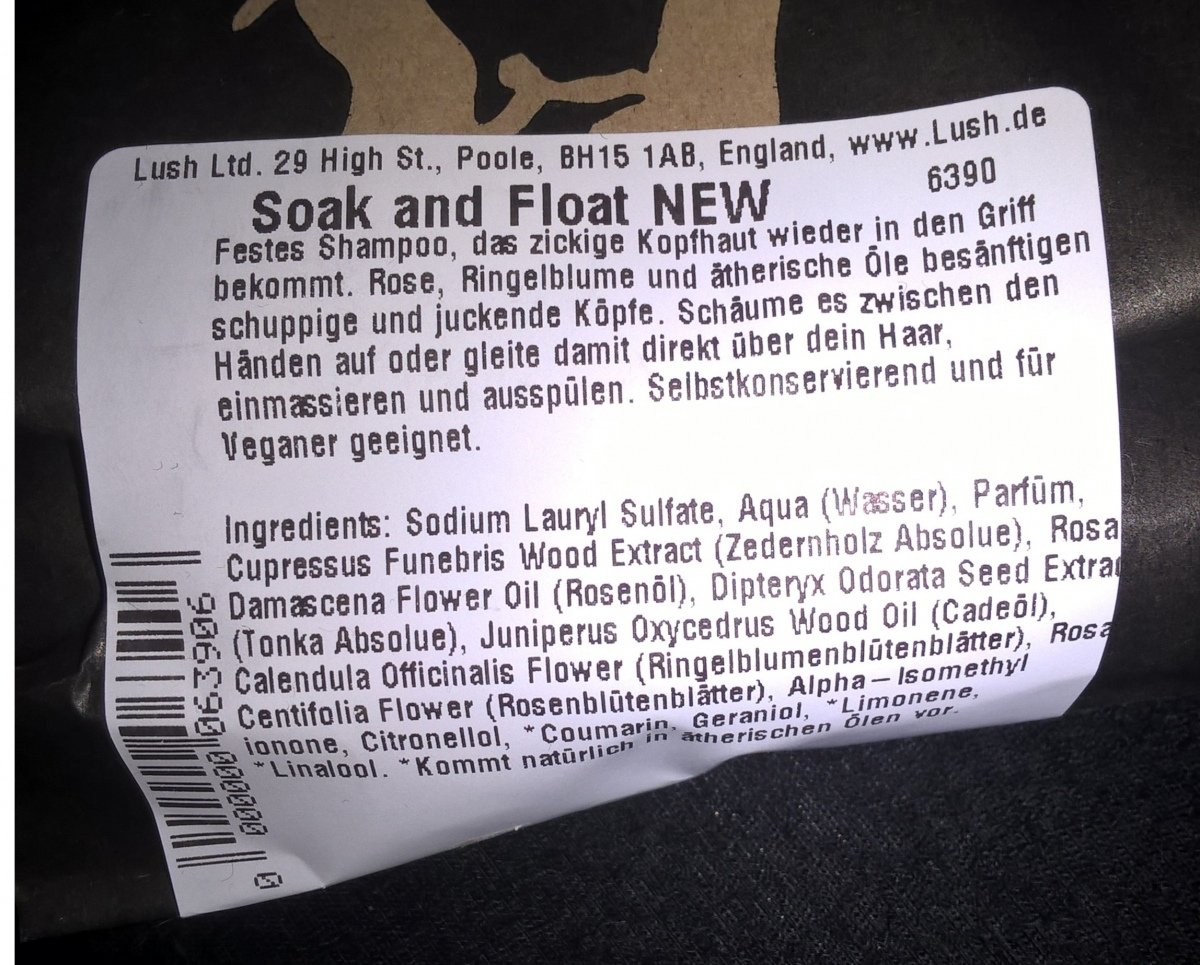 Lush Ltd. 29 High St., Poole, BH15 1AB, England, www.Lush.de
6390
Soak and Float NEW
Festes Shampoo, das zickige Kopfhaut wieder in den Griff
bekommt. Rose, Ringelblume und ätherische Öle besänftigen
schuppige und juckende Köpfe. Schäume es zwischen den
Händen auf oder gleite damit direkt über dein Haar,
einmassieren und ausspülen. Selbstkonservierend und für
Veganer geeignet.
Ingredients: Sodium Lauryl Sulfate, Aqua (Wasser), Parfüm,
Cupressus Funebris Wood Extract (Zedernholz Absolue), Rosa
Damascena Flower Oil (Rosenöl), Dipteryx Odorata Seed Extrac
(Tonka Absolue), Juniperus Oxycedrus Wood Oil (Cadeöl),
Calendula Officinalis Flower (Ringelblumenblütenblätter), Rosa
Centifolia Flower (Rosenblütenblätter), Alpha-Isomethyl
ionone, Citronellol, *Coumarin, Geraniol, *Limonene,
*Linalool. *Kommt natürlich in ätherischen Ölen vor.
0 000000 063906